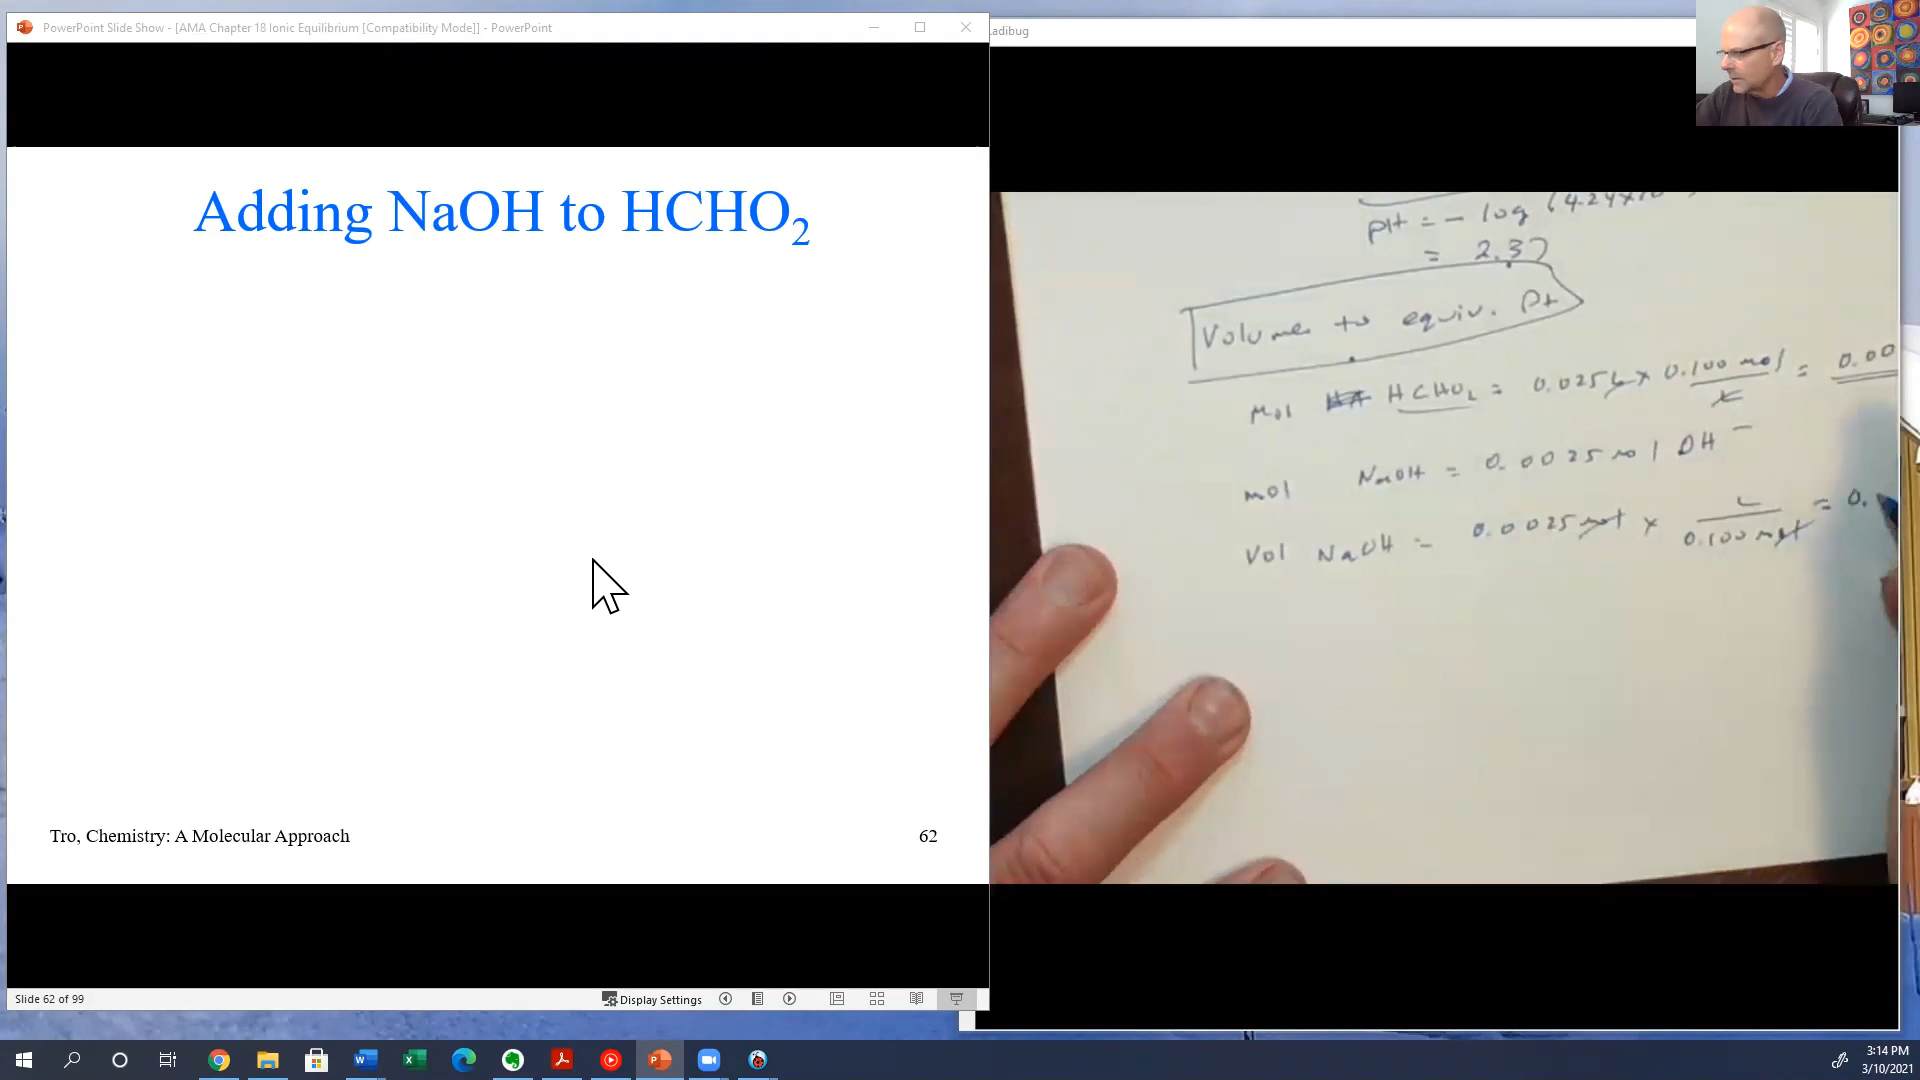 PowerPoint Slide Show - [AMA Chapter 18 Ionic Equilibrium [Compatibility Mode]] - PowerPoint
Ladibug
Adding NaOH to HCHO₂
pH = - log (4.24x10
= 2.37
Volume to equiv. Pt
Mol HCHO₂ = 0.025 L x 0.100 mol / L = 0.00
mol NaOH = 0.0025 mol OH⁻
Vol NaOH = 0.0025 mol x L / 0.100 mol = 0.
Tro, Chemistry: A Molecular Approach
62
Slide 62 of 99
Display Settings
3:14 PM
3/10/2021